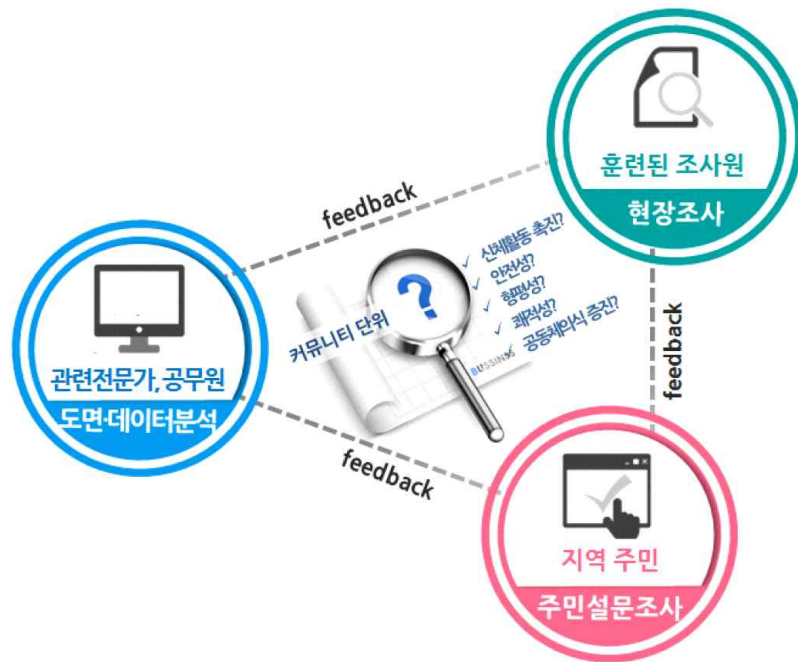 훈련된 조사원
현장조사
feedback
신체활동 촉진?
안전성?
형평성?
쾌적성?
공동체의식 증진?
커뮤니티 단위
?
BUSSINSS
관련전문가, 공무원
도면·데이터분석
feedback
feedback
지역 주민
주민설문조사